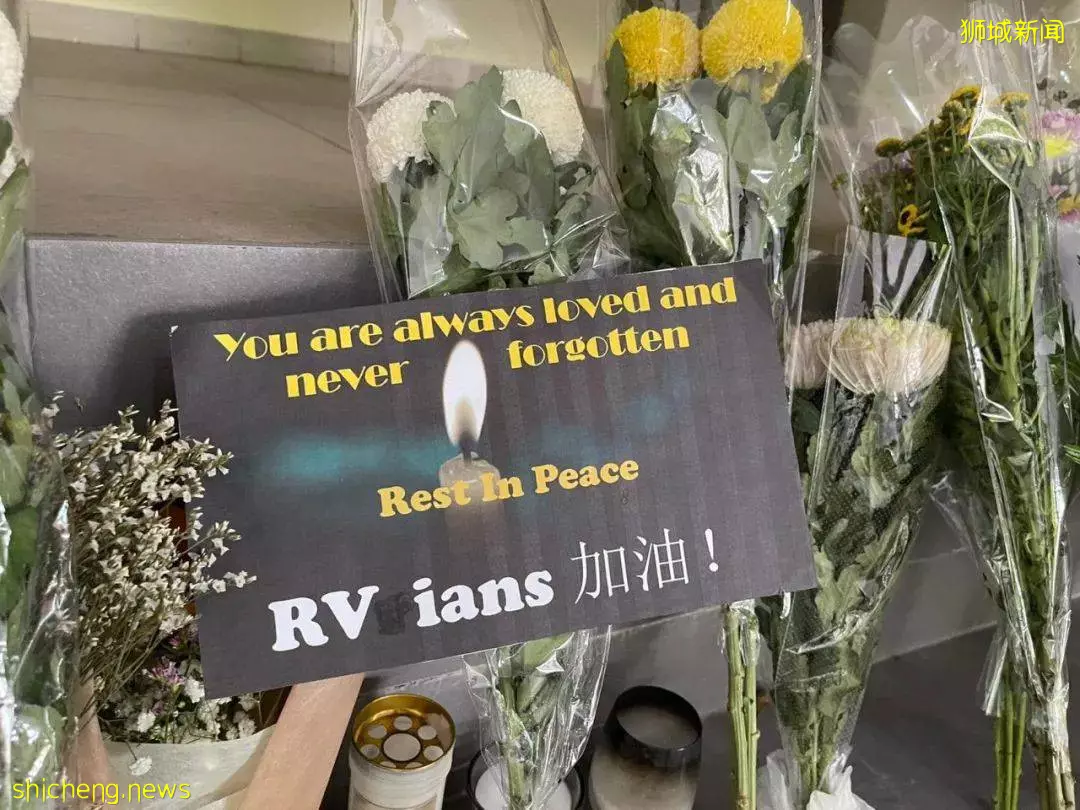 狮城新闻
You are always loved and
never forgotten
Rest In Peace
RV ians 加油！
shicheng.news